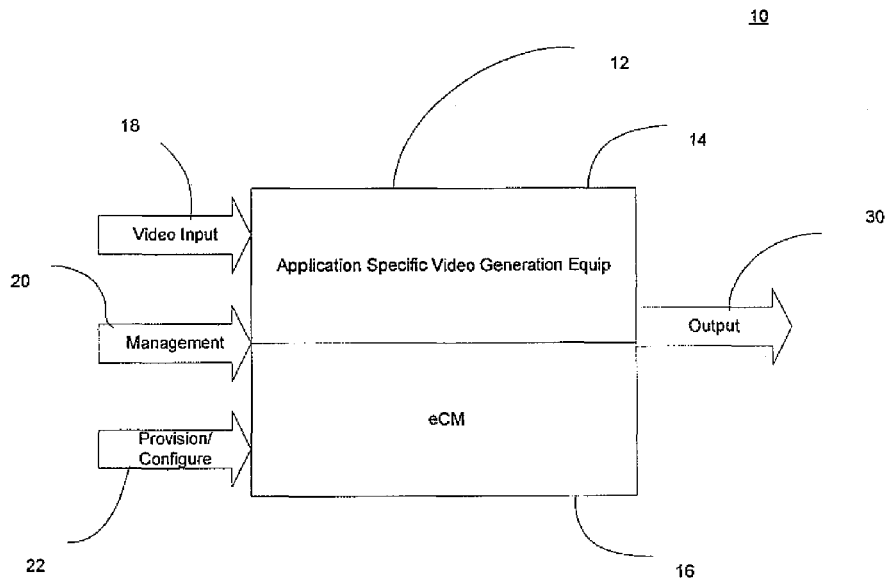 10
12
18
14
Video Input
30
Application Specific Video Generation Equip
20
Output
Management
eCM
Provision/
Configure
22
16